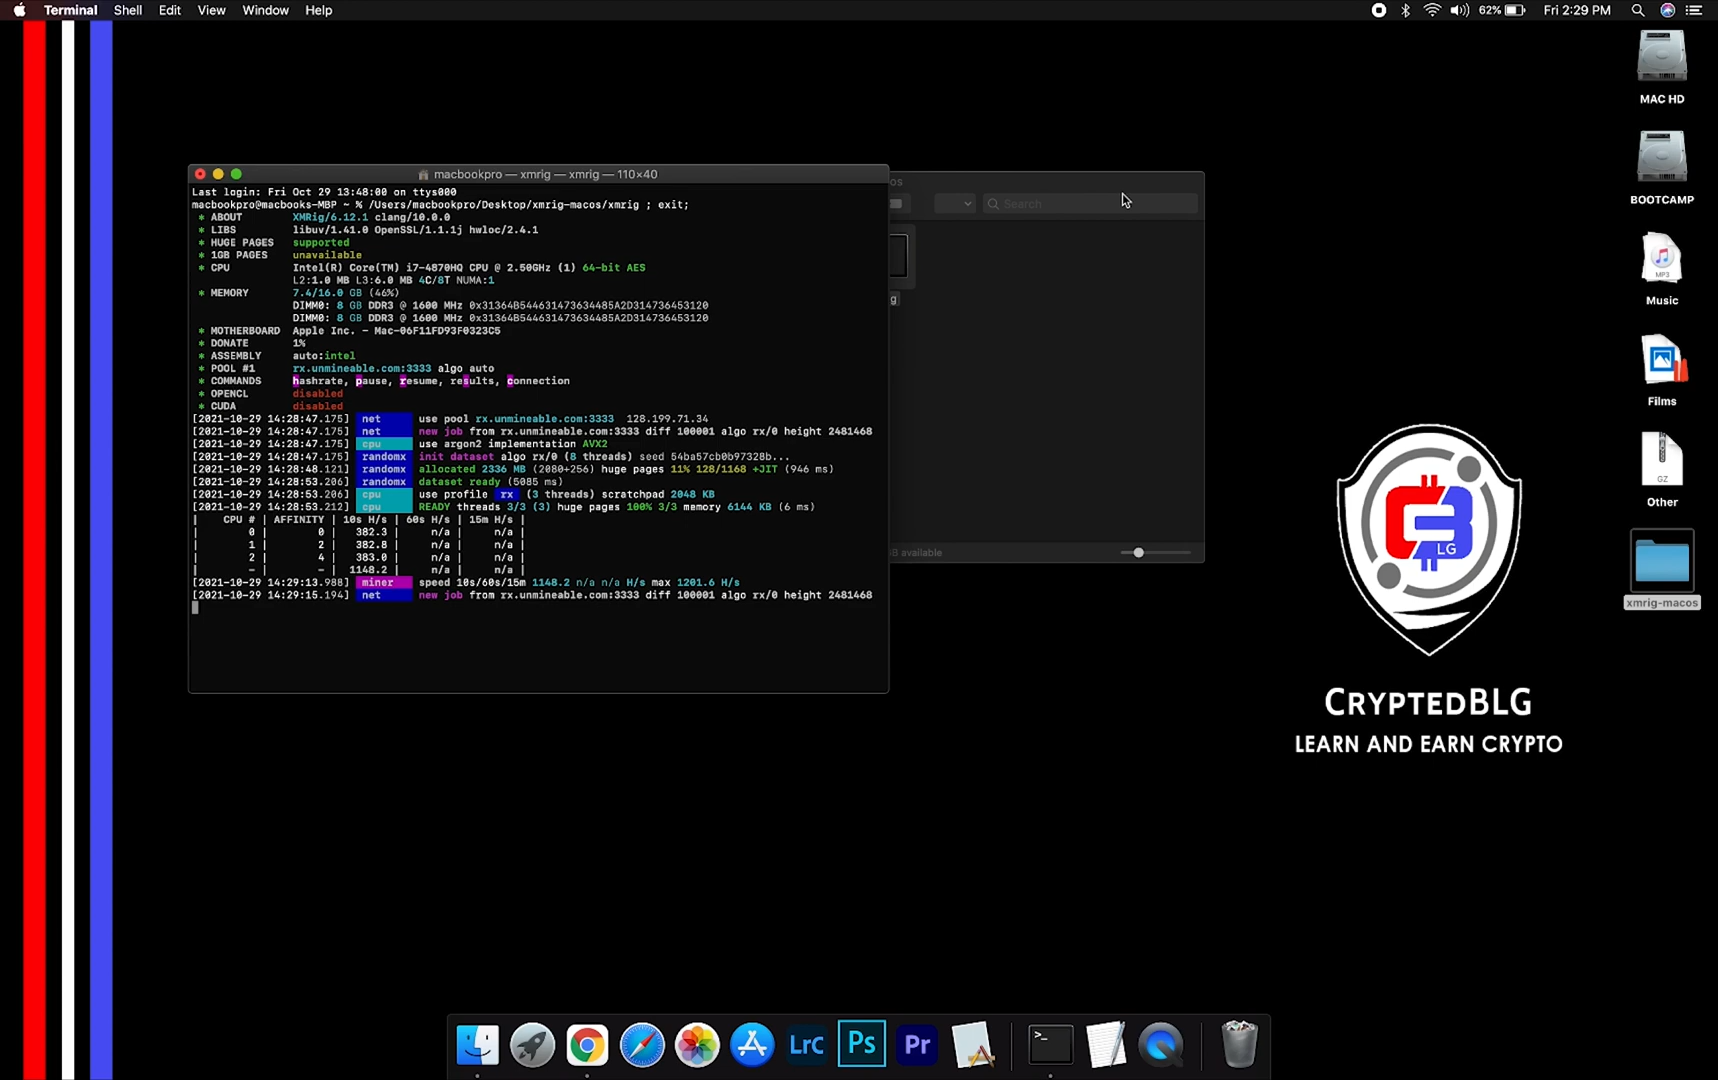 Terminal Shell Edit View Window Help
62% Fri 2:29 PM
MAC HD
BOOTCAMP
MP3
Music
Films
GZ
Other
xmrig-macos
macbookpro — xmrig — xmrig — 110×40
Last login: Fri Oct 29 13:48:00 on ttys000
macbookpro@macbooks-MBP ~ % /Users/macbookpro/Desktop/xmrig-macos/xmrig ; exit;
* ABOUT XMRig/6.12.1 clang/10.0.0
* LIBS libuv/1.41.0 OpenSSL/1.1.1j hwloc/2.4.1
* HUGE PAGES supported
* 1GB PAGES unavailable
* CPU Intel(R) Core(TM) i7-4870HQ CPU @ 2.50GHz (1) 64-bit AES
L2:1.0 MB L3:6.0 MB 4C/8T NUMA:1
* MEMORY 7.4/16.0 GB (46%)
DIMM0: 8 GB DDR3 @ 1600 MHz 0x31364B544631473634485A2D314736453120
DIMM0: 8 GB DDR3 @ 1600 MHz 0x31364B544631473634485A2D314736453120
* MOTHERBOARD Apple Inc. - Mac-06F11FD93F0323C5
* DONATE 1%
* ASSEMBLY auto:intel
* POOL #1 rx.unmineable.com:3333 algo auto
* COMMANDS hashrate, pause, resume, results, connection
* OPENCL disabled
* CUDA disabled
[2021-10-29 14:28:47.175] net use pool rx.unmineable.com:3333 128.199.71.34
[2021-10-29 14:28:47.175] net new job from rx.unmineable.com:3333 diff 100001 algo rx/0 height 2481468
[2021-10-29 14:28:47.175] cpu use argon2 implementation AVX2
[2021-10-29 14:28:47.175] randomx init dataset algo rx/0 (8 threads) seed 54ba57cb0b97328b...
[2021-10-29 14:28:48.121] randomx allocated 2336 MB (2080+256) huge pages 11% 128/1168 +JIT (946 ms)
[2021-10-29 14:28:53.206] randomx dataset ready (5085 ms)
[2021-10-29 14:28:53.206] cpu use profile rx (3 threads) scratchpad 2048 KB
[2021-10-29 14:28:53.212] cpu READY threads 3/3 (3) huge pages 100% 3/3 memory 6144 KB (6 ms)
| CPU # | AFFINITY | 10s H/s | 60s H/s | 15m H/s |
| 0 | 0 | 382.3 | n/a | n/a |
| 1 | 2 | 382.8 | n/a | n/a |
| 2 | 4 | 383.0 | n/a | n/a |
| - | - | 1148.2 | n/a | n/a |
[2021-10-29 14:29:13.988] miner speed 10s/60s/15m 1148.2 n/a n/a H/s max 1201.6 H/s
[2021-10-29 14:29:15.194] net new job from rx.unmineable.com:3333 diff 100001 algo rx/0 height 2481468
os
Search
g
B available
LG
CRYPTEDBLG
LEARN AND EARN CRYPTO
LrC
Ps
Pr
>_